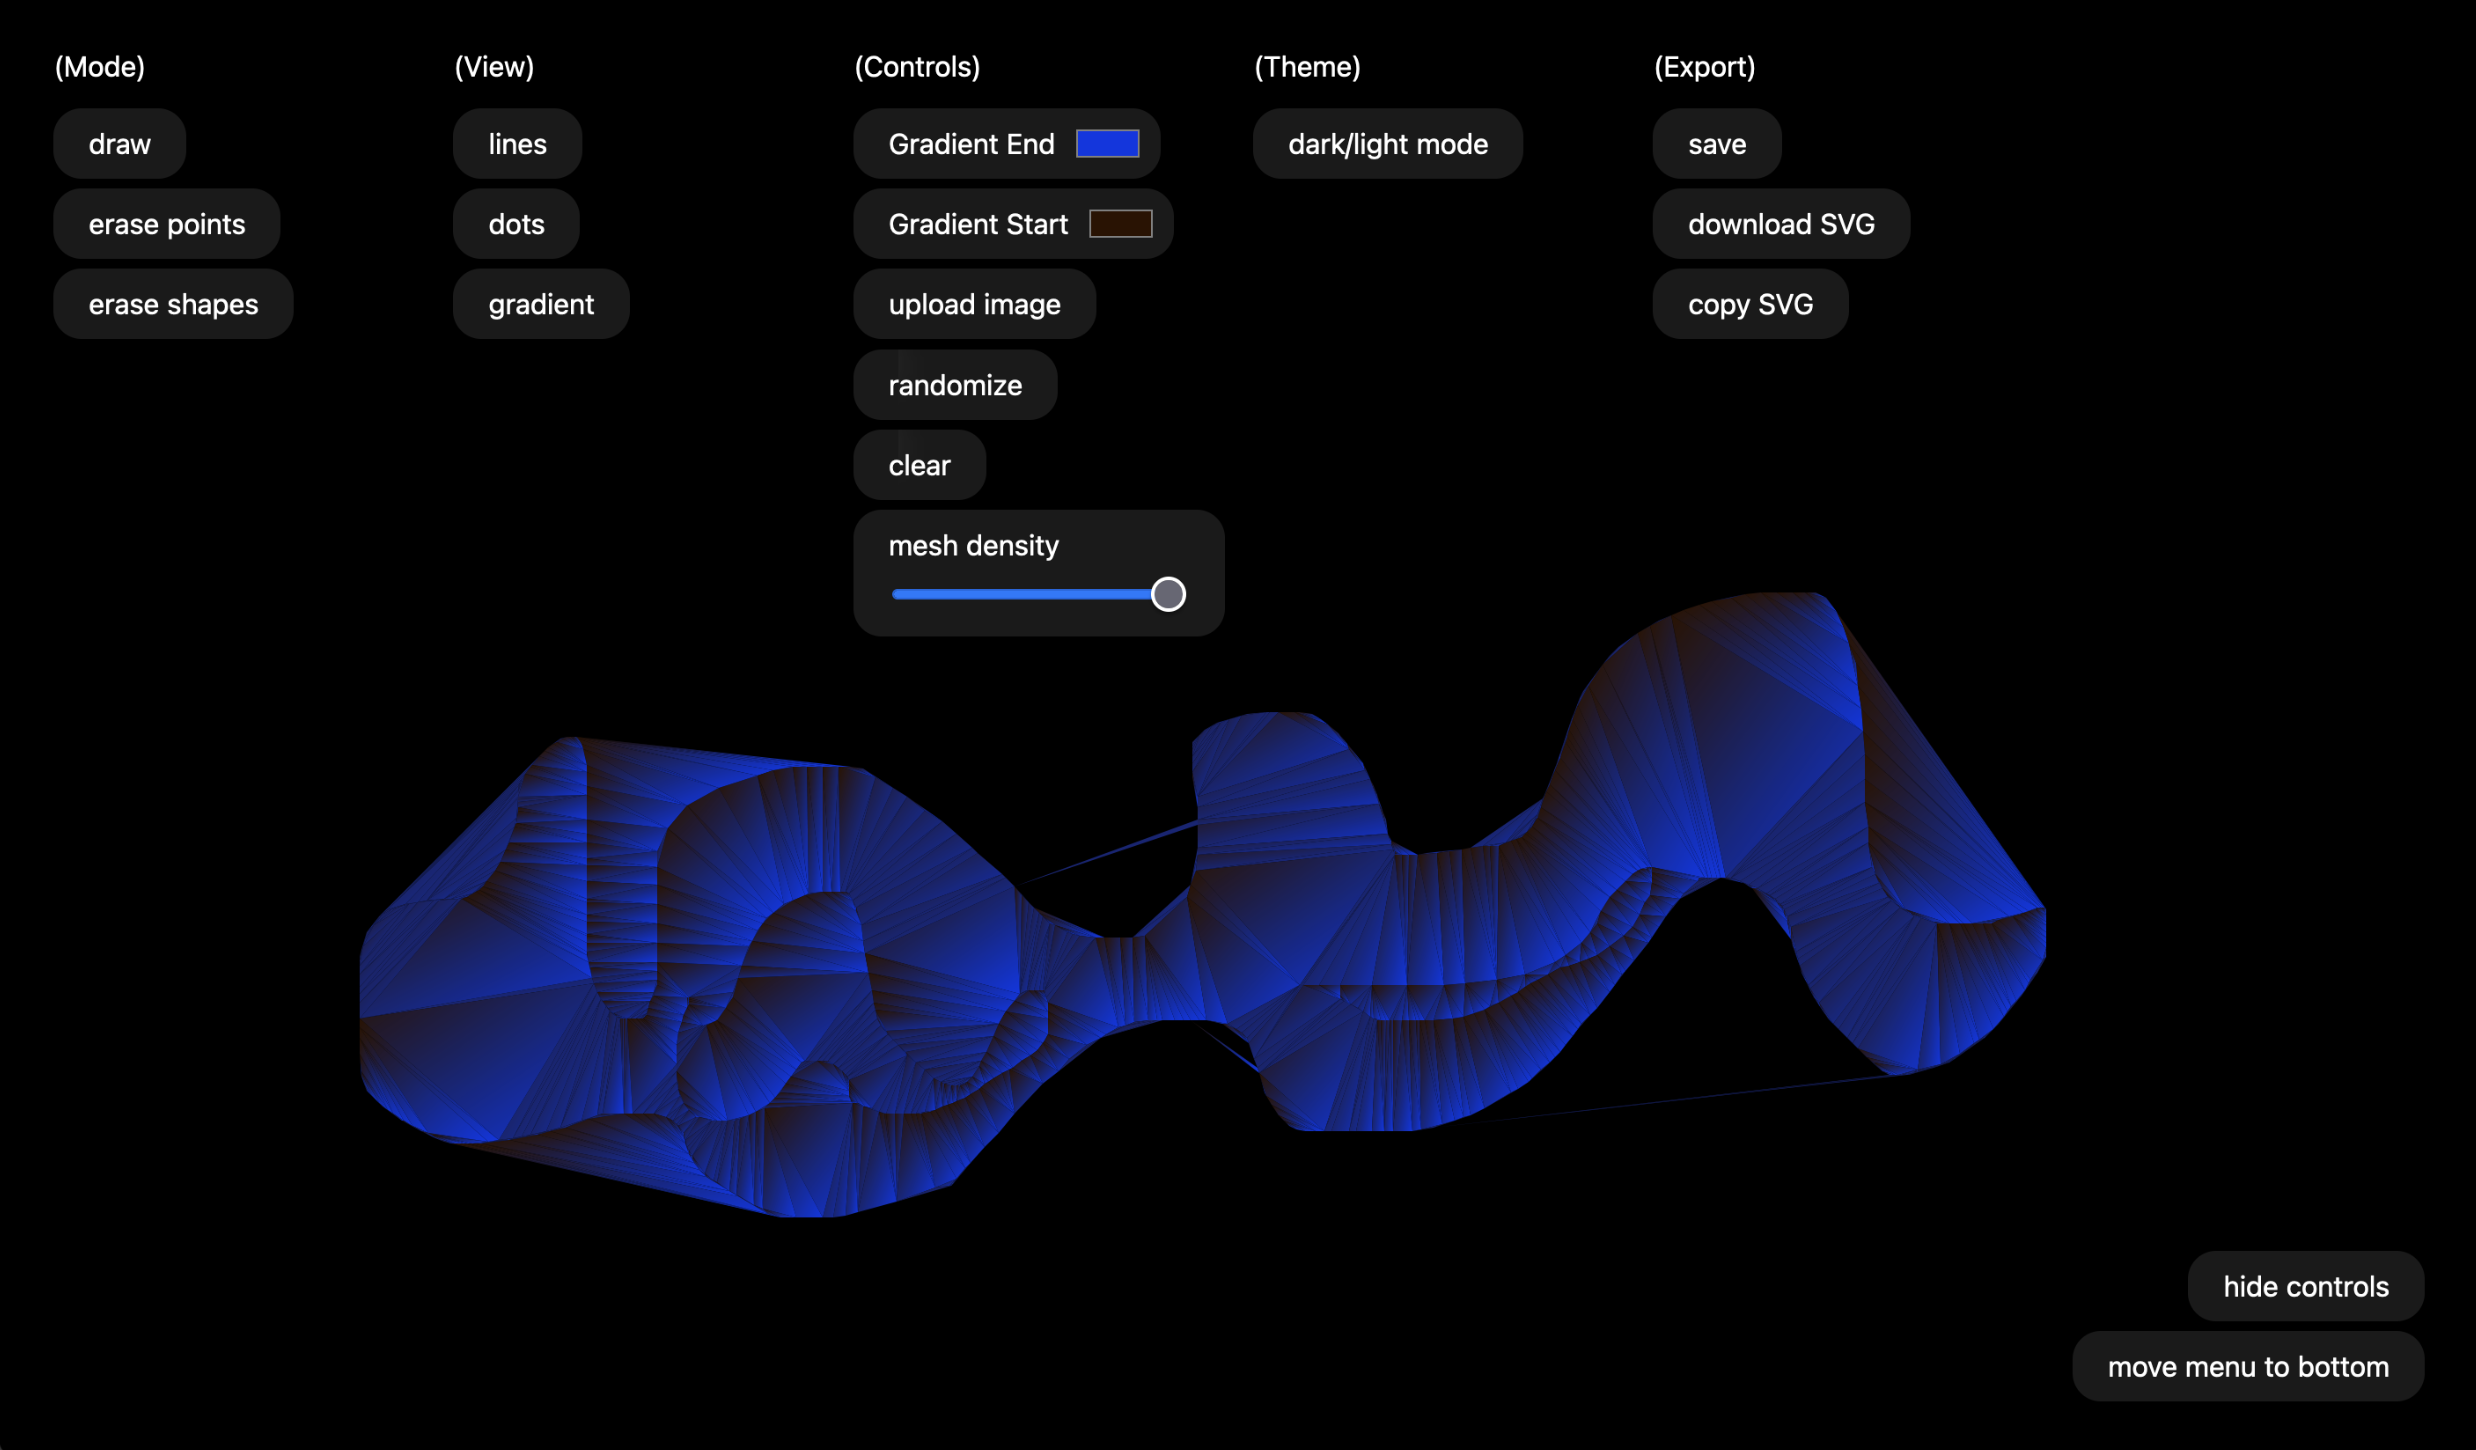 (Mode)
draw
erase points
erase shapes
(View)
lines
dots
gradient
(Controls)
Gradient End
Gradient Start
upload image
randomize
clear
mesh density
(Theme)
dark/light mode
(Export)
save
download SVG
copy SVG
hide controls
move menu to bottom